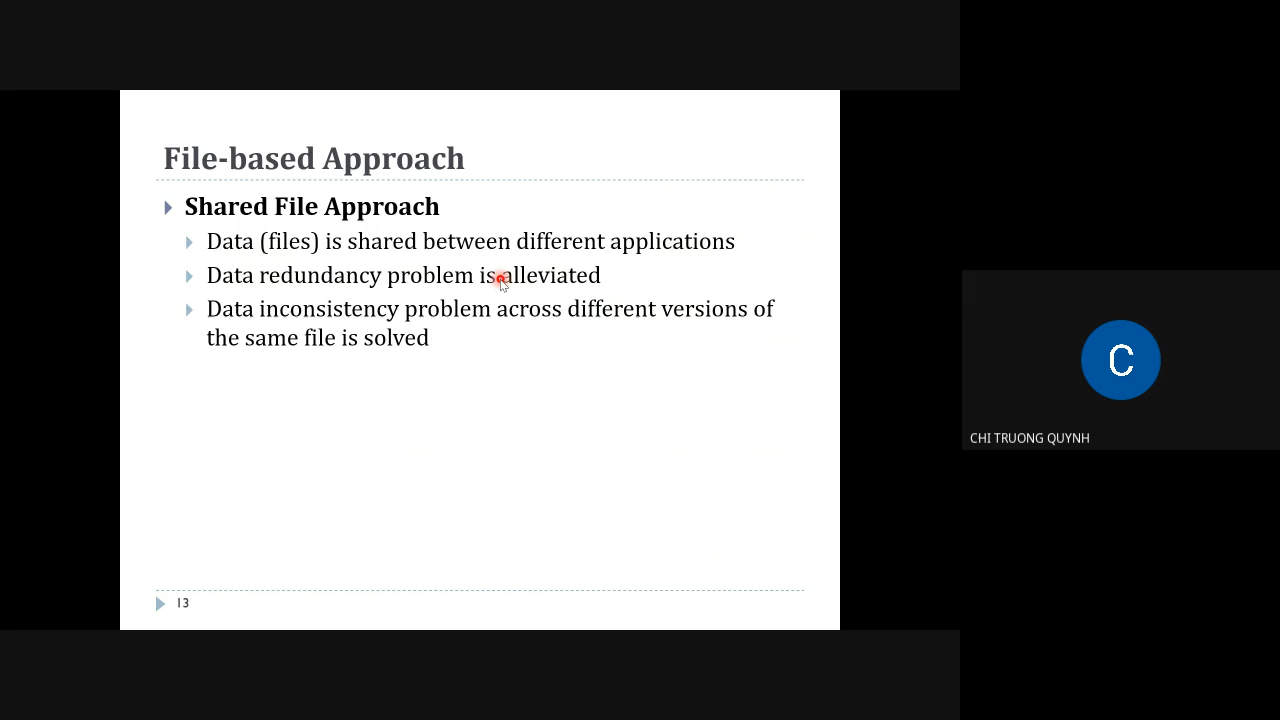 File-based Approach
Shared File Approach
Data (files) is shared between different applications
Data redundancy problem is alleviated
Data inconsistency problem across different versions of
the same file is solved
13
C
CHI TRUONG QUYNH